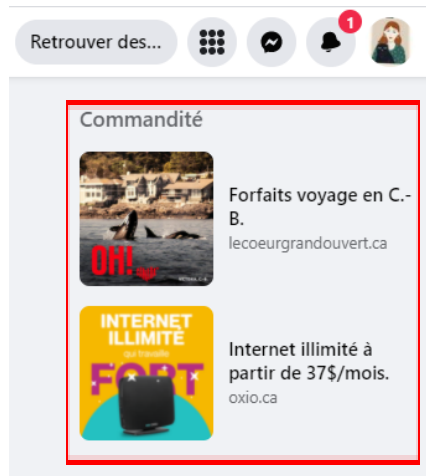 Retrouver des...
1
Commandité
OH!
Forfaits voyage en C.-
B.
lecoeurgrandouvert.ca
INTERNET
ILLIMITÉ
qui travaille
FORT
Internet illimité à
partir de 37$/mois.
oxio.ca